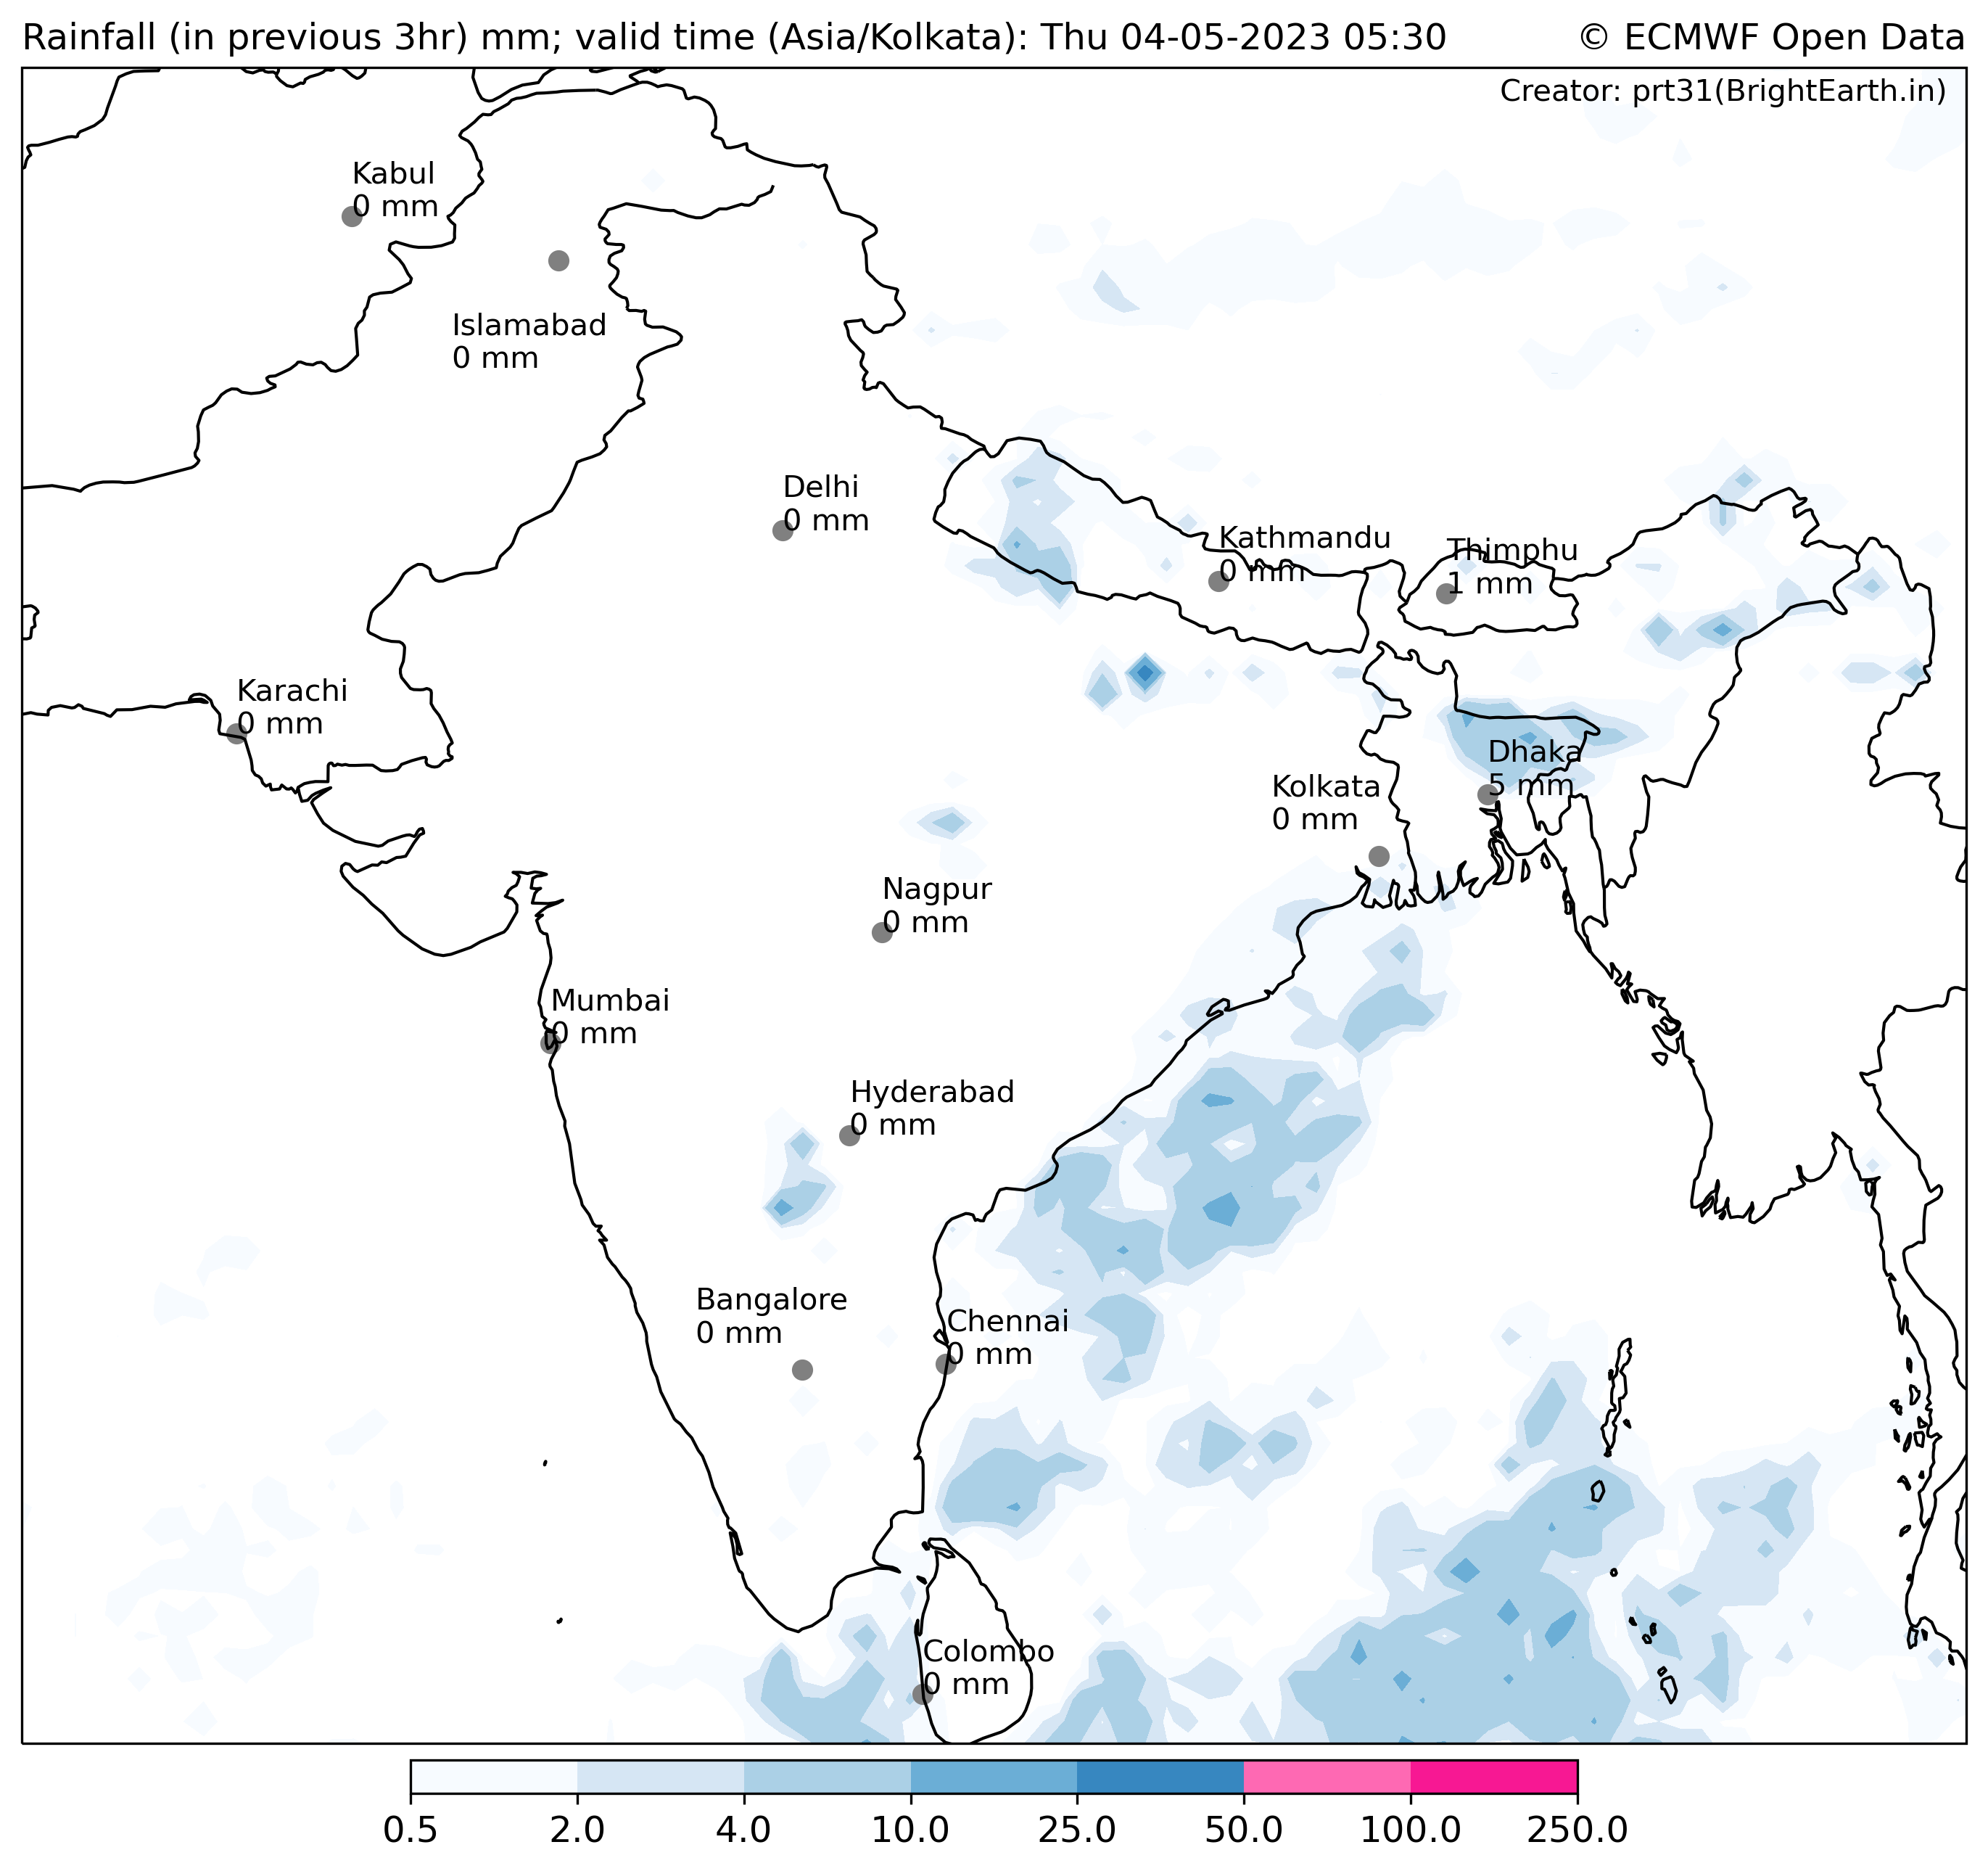 Rainfall (in previous 3hr) mm; valid time (Asia/Kolkata): Thu 04-05-2023 05:30
© ECMWF Open Data
Creator: prt31(BrightEarth.in)
Kabul
0 mm
Islamabad
0 mm
Delhi
0 mm
Kathmandu
0 mm
Thimphu
1 mm
Karachi
0 mm
Dhaka
5 mm
Kolkata
0 mm
Nagpur
0 mm
Mumbai
0 mm
Hyderabad
0 mm
Bangalore
0 mm
Chennai
0 mm
Colombo
0 mm
0.5 2.0 4.0 10.0 25.0 50.0 100.0 250.0